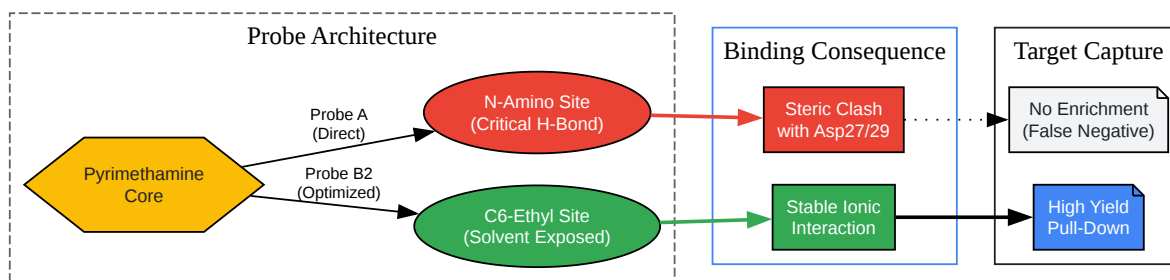 Probe Architecture
Binding Consequence
Target Capture
Pyrimethamine
Core
Probe A
(Direct)
Probe B2
(Optimized)
N-Amino Site
(Critical H-Bond)
C6-Ethyl Site
(Solvent Exposed)
Steric Clash
with Asp27/29
Stable Ionic
Interaction
No Enrichment
(False Negative)
High Yield
Pull-Down